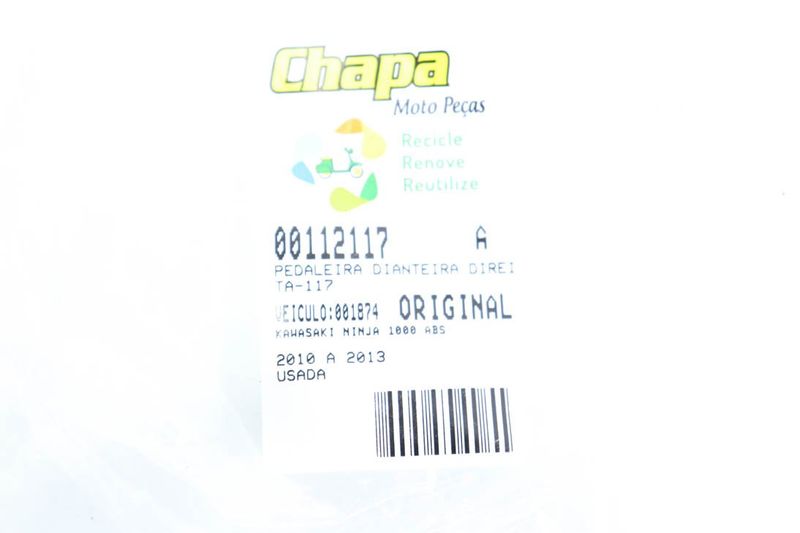 Chapa
Moto Peças
Recicle
Renove
Reutilize
00112117 A
PEDALEIRA DIANTEIRA DIREI
TA-117
VEICULO:001874 ORIGINAL
KAWASAKI NINJA 1000 ABS
2010 A 2013
USADA